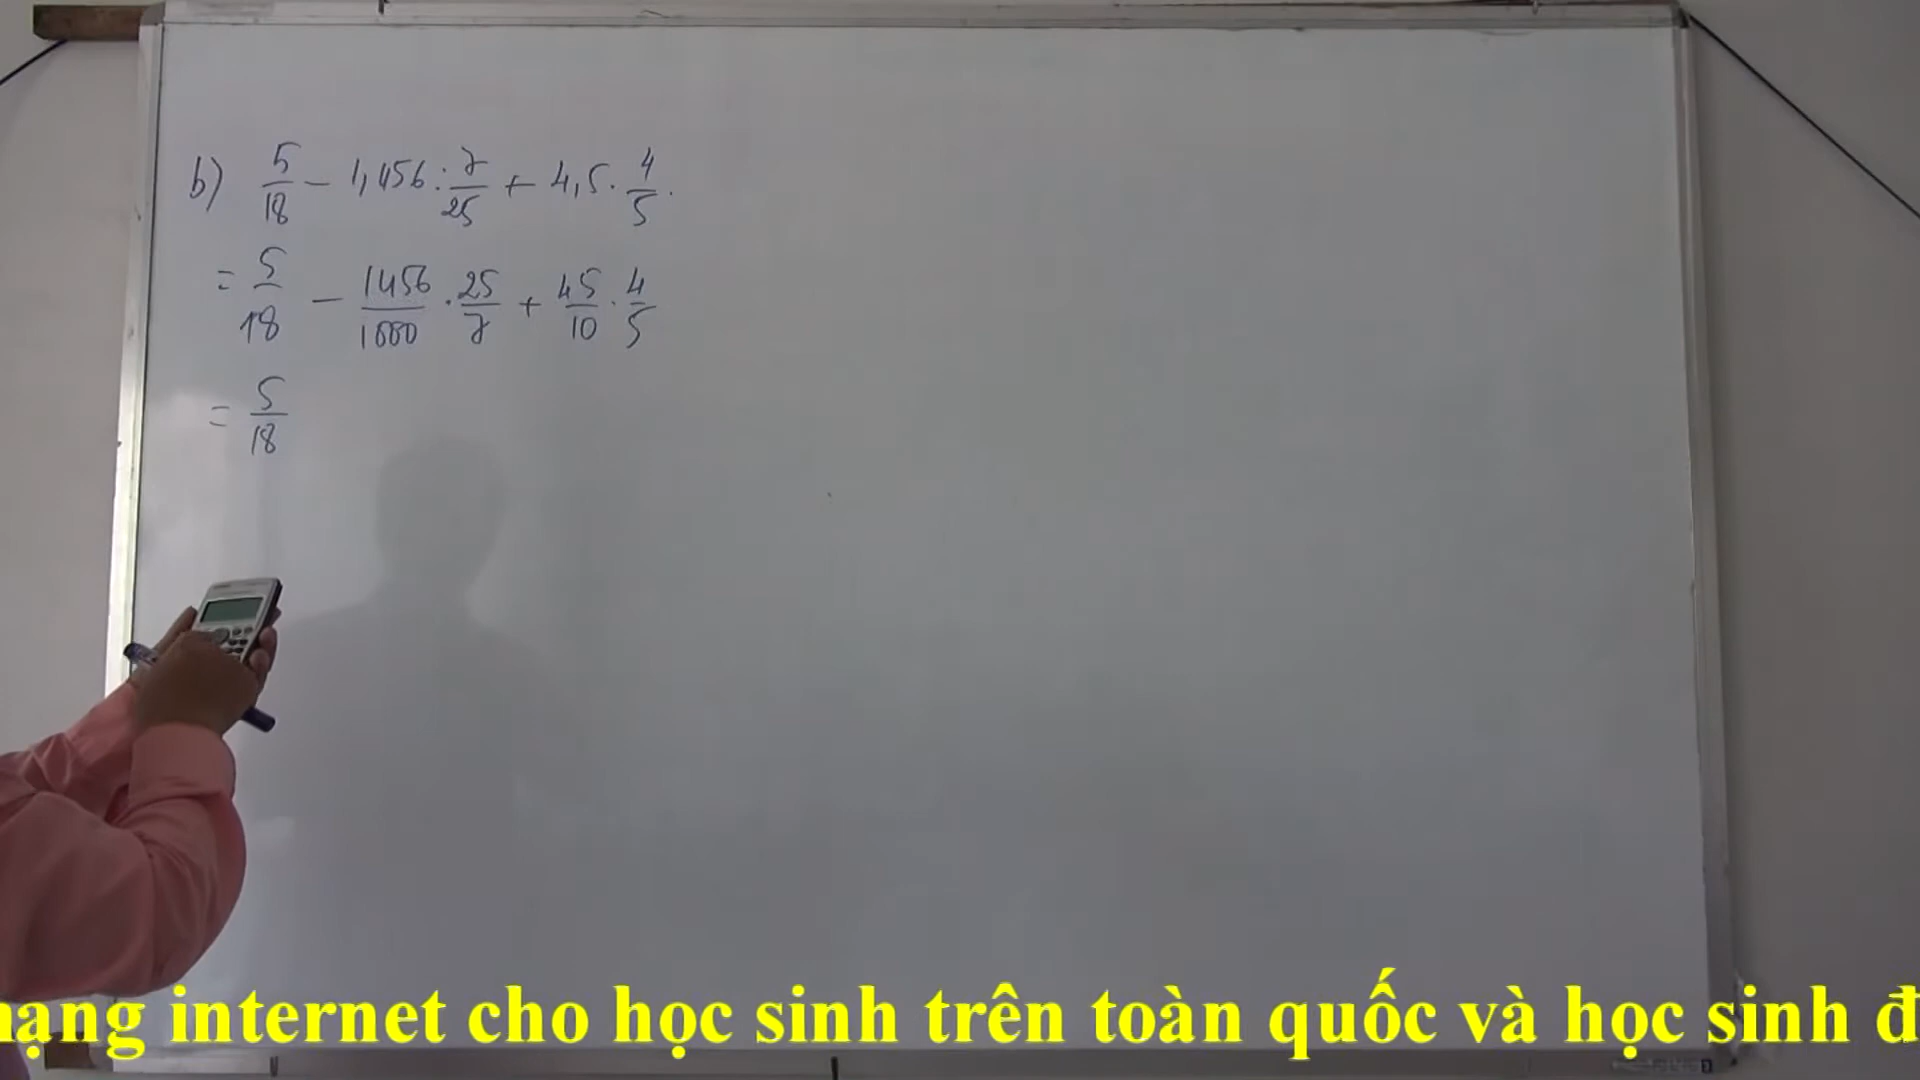 b) 5/18 - 1,456 : 7/25 + 4,5 . 4/5 .
= 5/18 - 1456/1000 . 25/7 + 45/10 . 4/5
= 5/18
mạng internet cho học sinh trên toàn quốc và học sinh đ